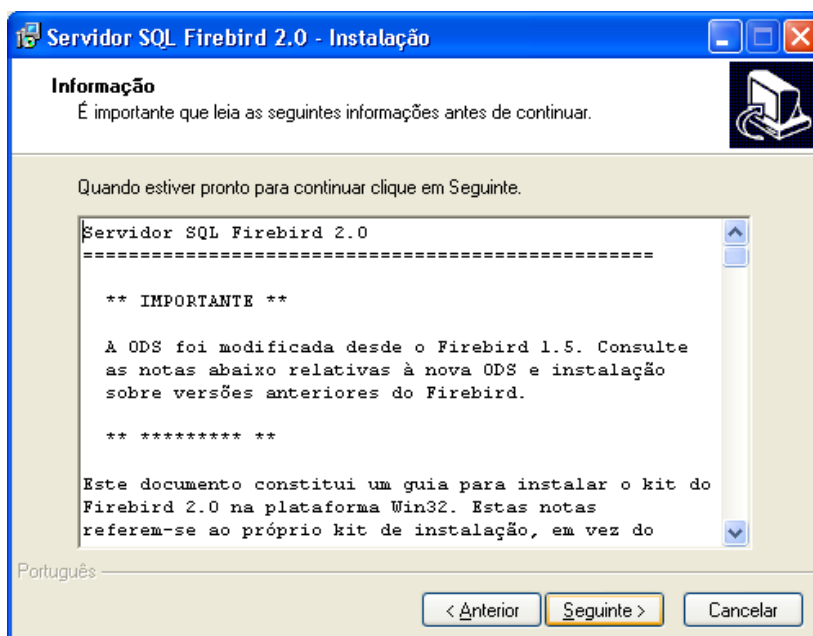 Servidor SQL Firebird 2.0 - Instalação
Informação
É importante que leia as seguintes informações antes de continuar.
Quando estiver pronto para continuar clique em Seguinte.
Servidor SQL Firebird 2.0
==================================================
** IMPORTANTE **
A ODS foi modificada desde o Firebird 1.5. Consulte
as notas abaixo relativas à nova ODS e instalação
sobre versões anteriores do Firebird.
** ********* **
Este documento constitui um guia para instalar o kit do
Firebird 2.0 na plataforma Win32. Estas notas
referem-se ao próprio kit de instalação, em vez do
Português
< Anterior
Seguinte >
Cancelar